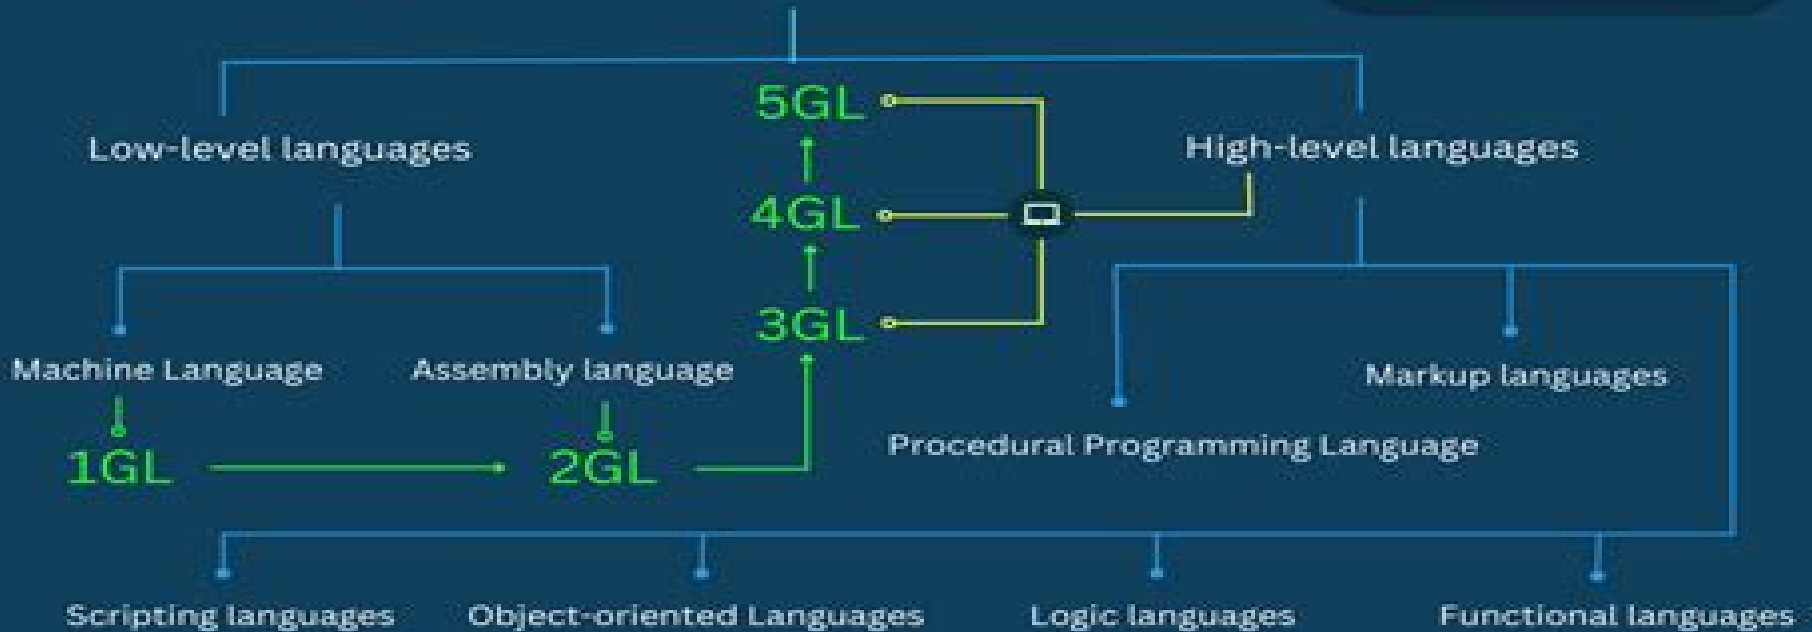 5GL
Low-level languages
High-level languages
4GL
3GL
Machine Language
Assembly language
Markup languages
Procedural Programming Language
1GL
2GL
Scripting languages
Object-oriented Languages
Logic languages
Functional languages